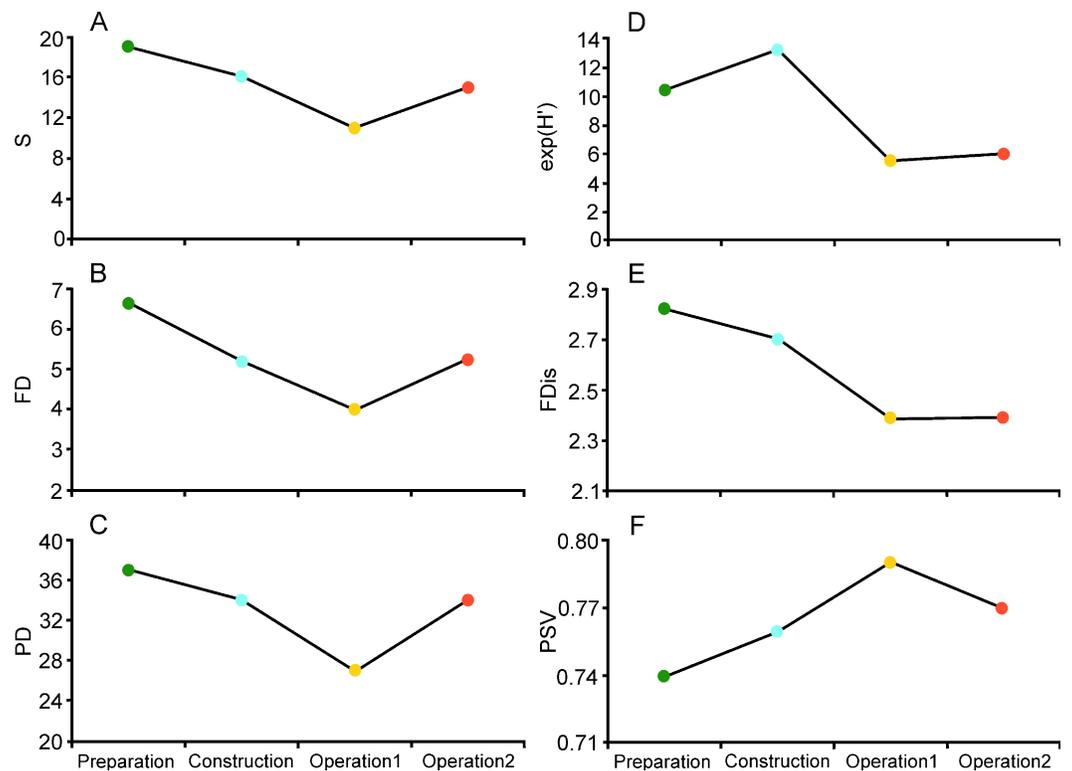 A
20
16
12
8
4
0
S
D
14
12
10
8
6
4
2
0
exp(H')
B
7
6
5
4
3
2
FD
E
2.9
2.7
2.5
2.3
2.1
FDis
C
40
36
32
28
24
20
PD
Preparation Construction Operation1 Operation2
F
0.80
0.77
0.74
0.71
PSV
Preparation Construction Operation1 Operation2